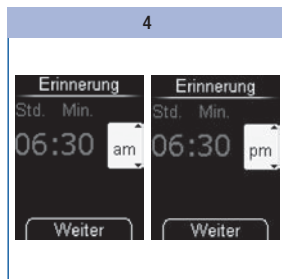 4
Erinnerung
Std. Min.
06:30 am
Weiter
Erinnerung
Std. Min.
06:30 pm
Weiter